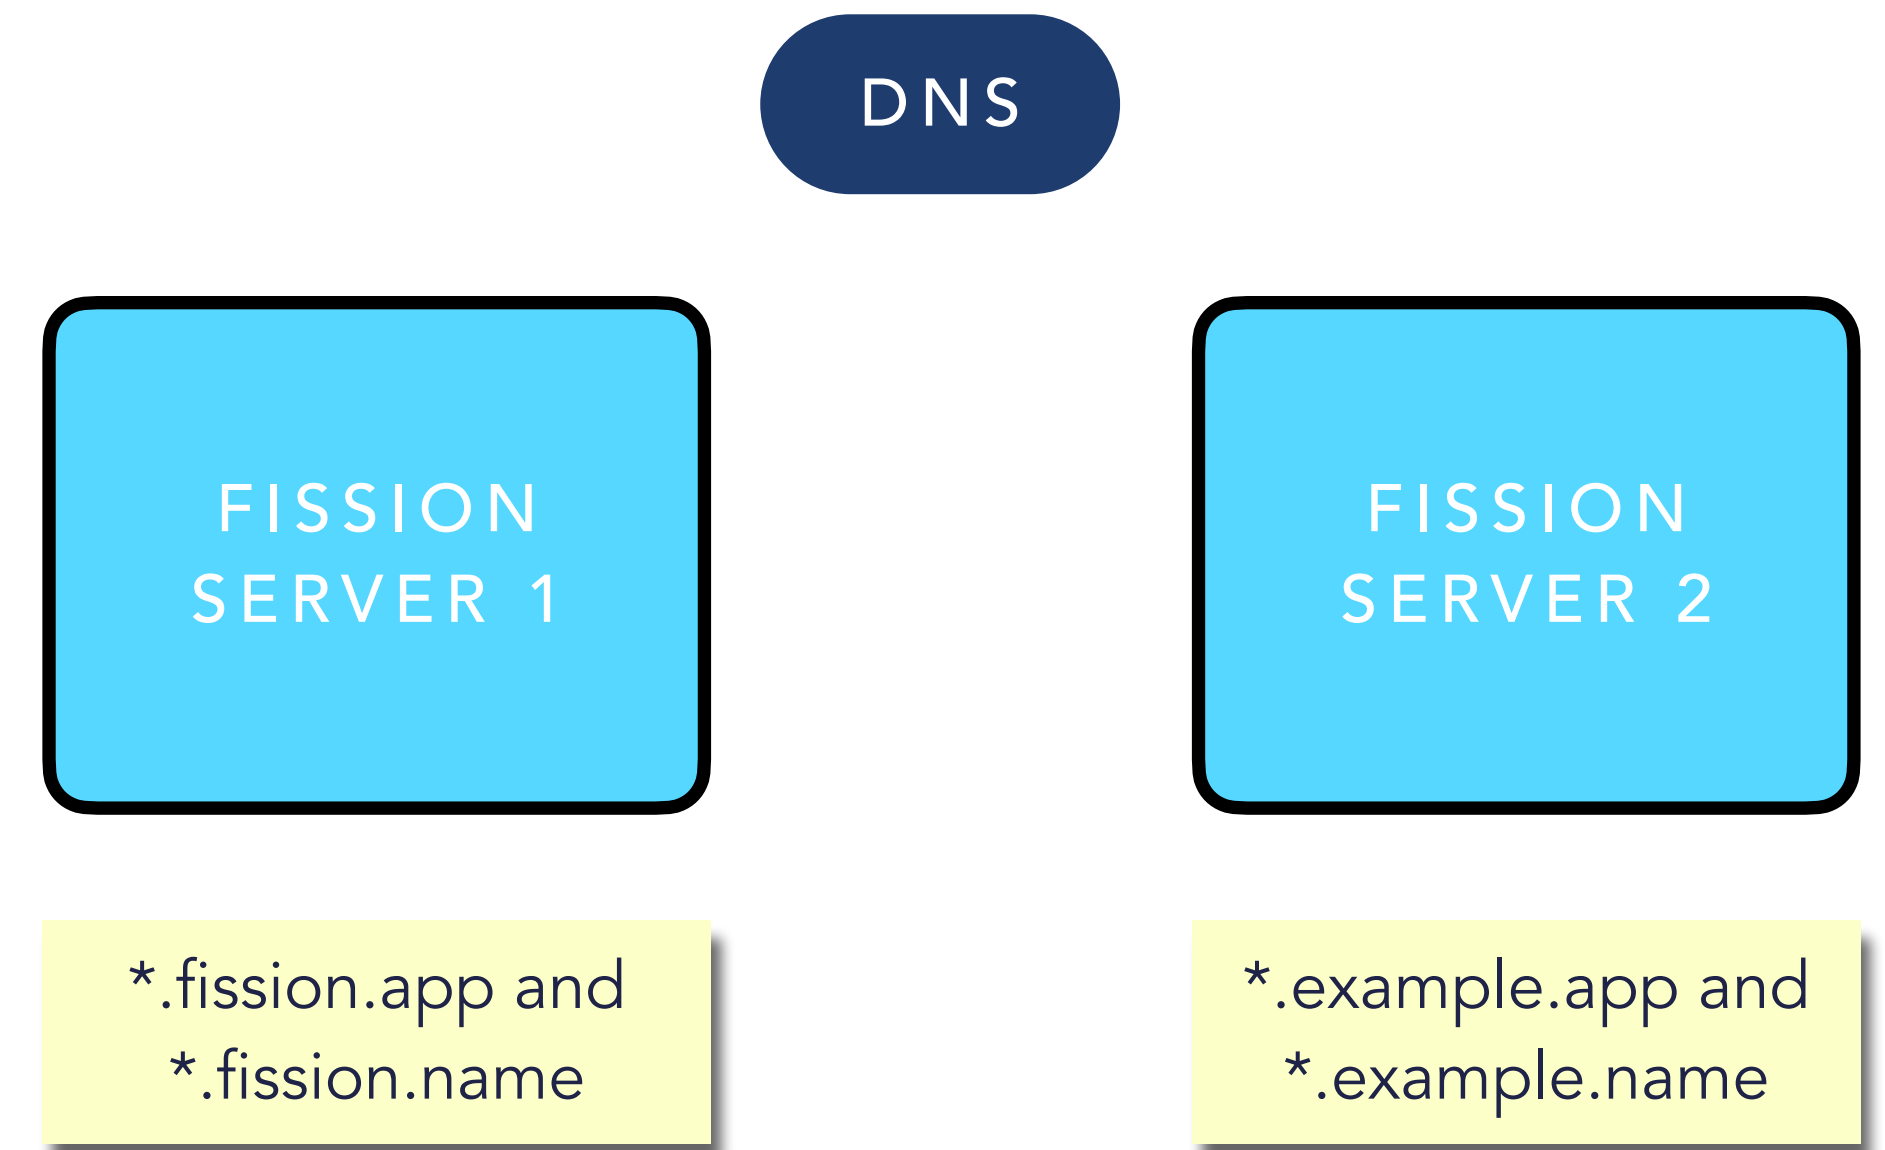 DNS
FISSION
SERVER 1
FISSION
SERVER 2
*.fission.app and
*.fission.name
*.example.app and
*.example.name